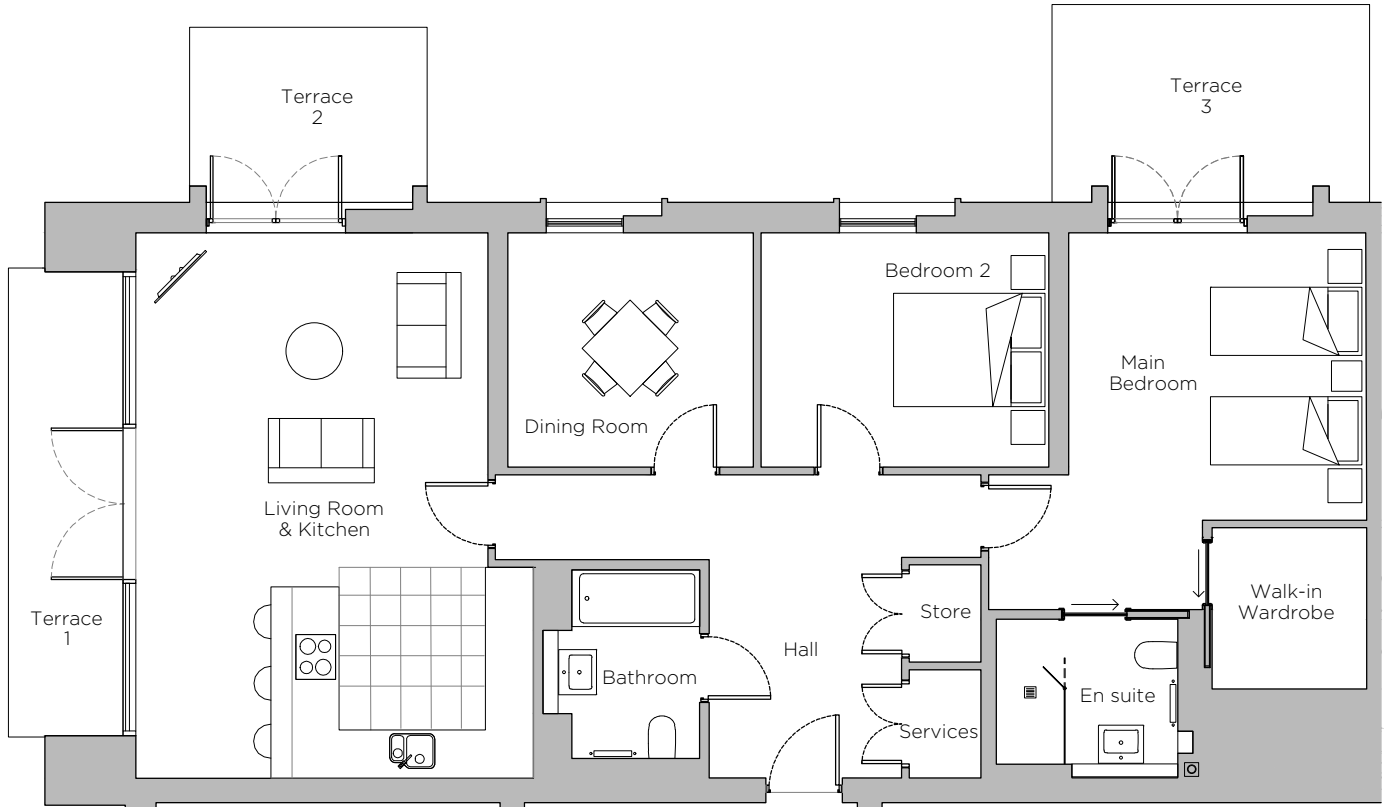 Terrace
2
Terrace
3
Bedroom 2
Main
Bedroom
Dining Room
Living Room
& Kitchen
Terrace
1
Bathroom
Hall
Store
Services
En suite
Walk-in
Wardrobe